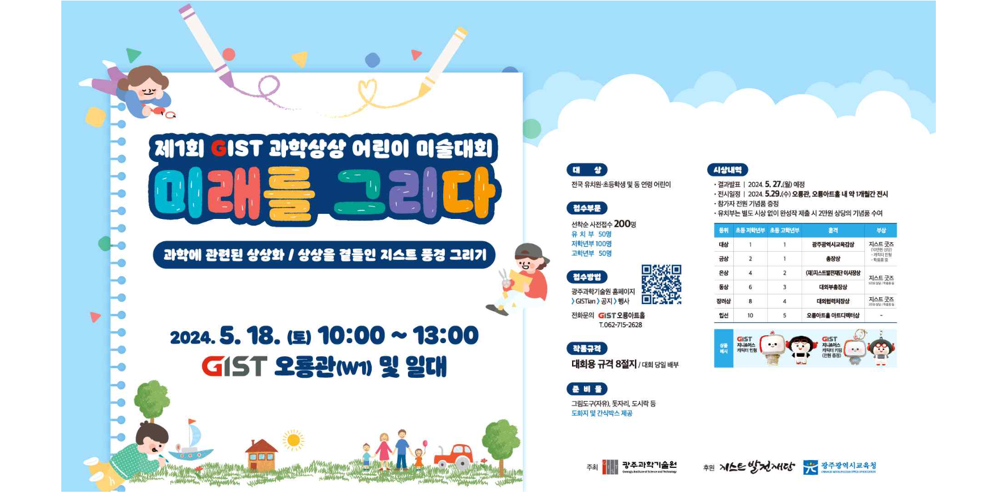 제1회 GIST 과학상상 어린이 미술대회
미래를 그리다
과학에 관련된 상상화 / 상상을 곁들인 지스트 풍경 그리기
2024. 5. 18. (토) 10:00 ~ 13:00
GIST 오룡관(W1) 및 일대
대 상
전국 유치원·초등학생 및 동 연령 어린이
접수부문
선착순 사전접수 200명
유 치 부 50명
저학년부 100명
고학년부 50명
접수방법
광주과학기술원 홈페이지
> GISTian > 공지 > 행사
전화문의 GIST 오룡아트홀
T.062-715-2628
작품규격
대회용 규격 8절지 / 대회 당일 배부
준 비 물
그림도구(자유), 돗자리, 도시락 등
도화지 및 간식박스 제공
시상내역
· 결과발표 | 2024. 5. 27.(월) 예정
· 전시일정 | 2024. 5.29.(수) 오룡관, 오룡아트홀 내 약 1개월간 전시
· 참가자 전원 기념품 증정
· 유치부는 별도 시상 없이 완성작 제출 시 2만원 상당의 기념품 수여
등위 초등 저학년부 초등 고학년부 훈격 부상
대상 1 1 광주광역시교육감상 지스트 굿즈
(10만원 상당)
- 캐릭터 인형
- 학용품 등
금상 2 1 총장상
은상 4 2 (재)지스트발전재단 이사장상 지스트 굿즈
동상 6 3 대외부총장상
장려상 8 4 대외협력처장상 지스트 굿즈
입선 10 5 오룡아트홀 아트디렉터상 -
상품
예시
GIST
지니&어스
캐릭터 인형
GIST
지니&어스
캐릭터 키링
(전원 증정)
주최 GIST 광주과학기술원
Gwangju Institute of Science and Technology
후원 지스트 발전재단
광주광역시교육청
GWANGJU METROPOLITAN OFFICE OF EDUCATION